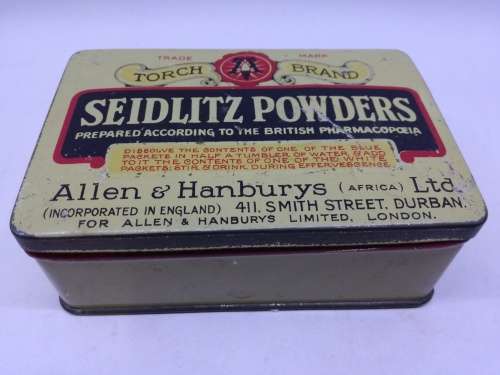 TRADE MARK
TORCH BRAND
SEIDLITZ POWDERS
PREPARED ACCORDING TO THE BRITISH PHARMACOPŒIA
DISSOLVE THE CONTENTS OF ONE OF THE BLUE
PACKETS IN HALF A TUMBLER OF WATER, & ADD
TO IT THE CONTENTS OF ONE OF THE WHITE
PACKETS; STIR & DRINK DURING EFFERVESCENCE.
Allen & Hanburys (AFRICA) Ltd.
(INCORPORATED IN ENGLAND) 411, SMITH STREET, DURBAN.
FOR ALLEN & HANBURYS LIMITED, LONDON.